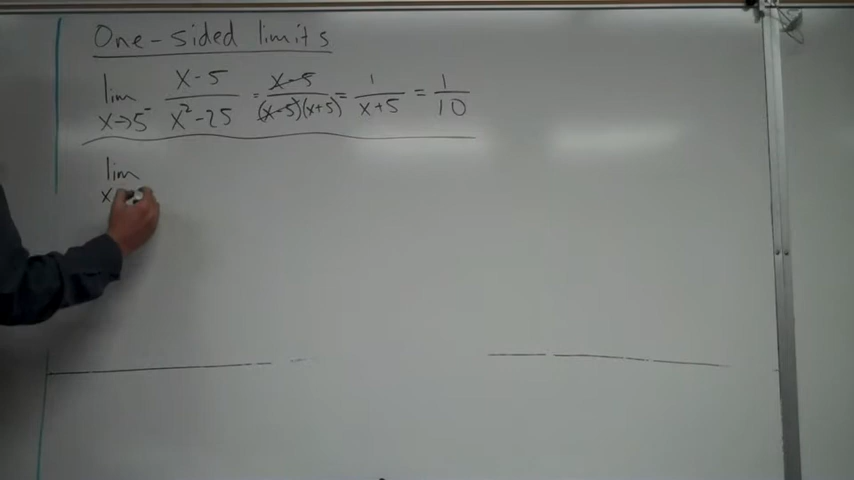 One-sided limits
lim x→5⁻ (x-5)/(x²-25) = (x-5)/((x-5)(x+5)) = 1/(x+5) = 1/10
lim x